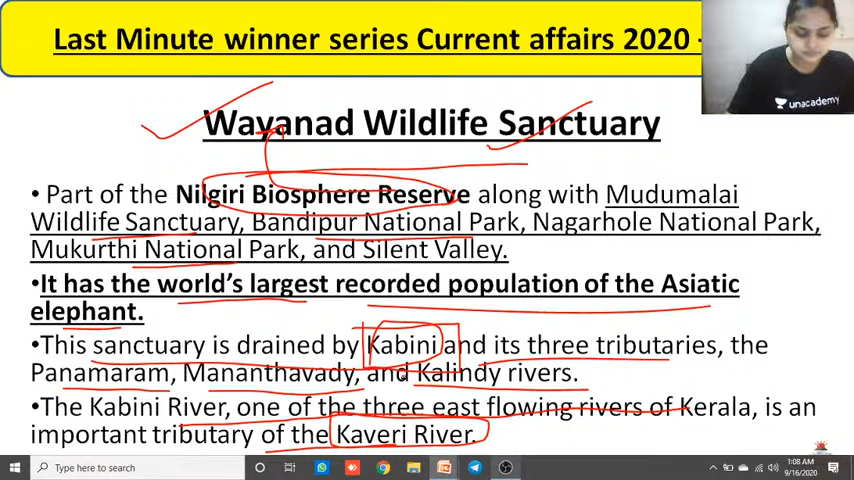 Last Minute winner series Current affairs 2020 -
unacademy
Wayanad Wildlife Sanctuary
• Part of the Nilgiri Biosphere Reserve along with Mudumalai
Wildlife Sanctuary, Bandipur National Park, Nagarhole National Park,
Mukurthi National Park, and Silent Valley.
•It has the world's largest recorded population of the Asiatic
elephant.
•This sanctuary is drained by Kabini and its three tributaries, the
Panamaram, Mananthavady, and Kalindy rivers.
•The Kabini River, one of the three east flowing rivers of Kerala, is an
important tributary of the Kaveri River.
Type here to search
1:08 AM
9/16/2020